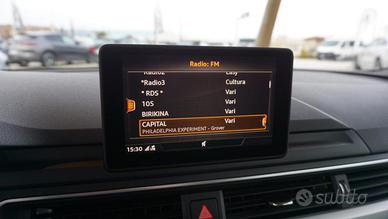 Radio: FM
Radio2 Easy
*Radio3 Cultura
* RDS * Vari
105 Vari
BIRIKINA Vari
CAPITAL Vari
PHILADELPHIA EXPERIMENT - Grover
15:30
subito